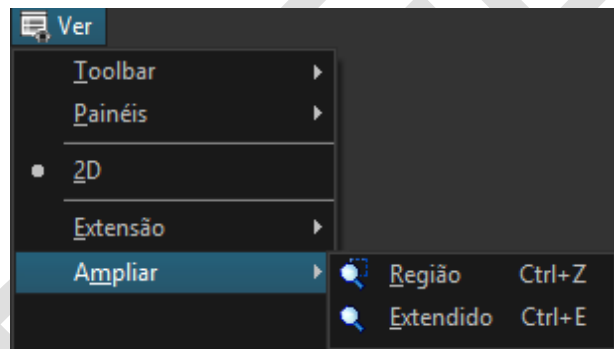 Ver
Toolbar
Painéis
2D
Extensão
Ampliar
Região Ctrl+Z
Extendido Ctrl+E